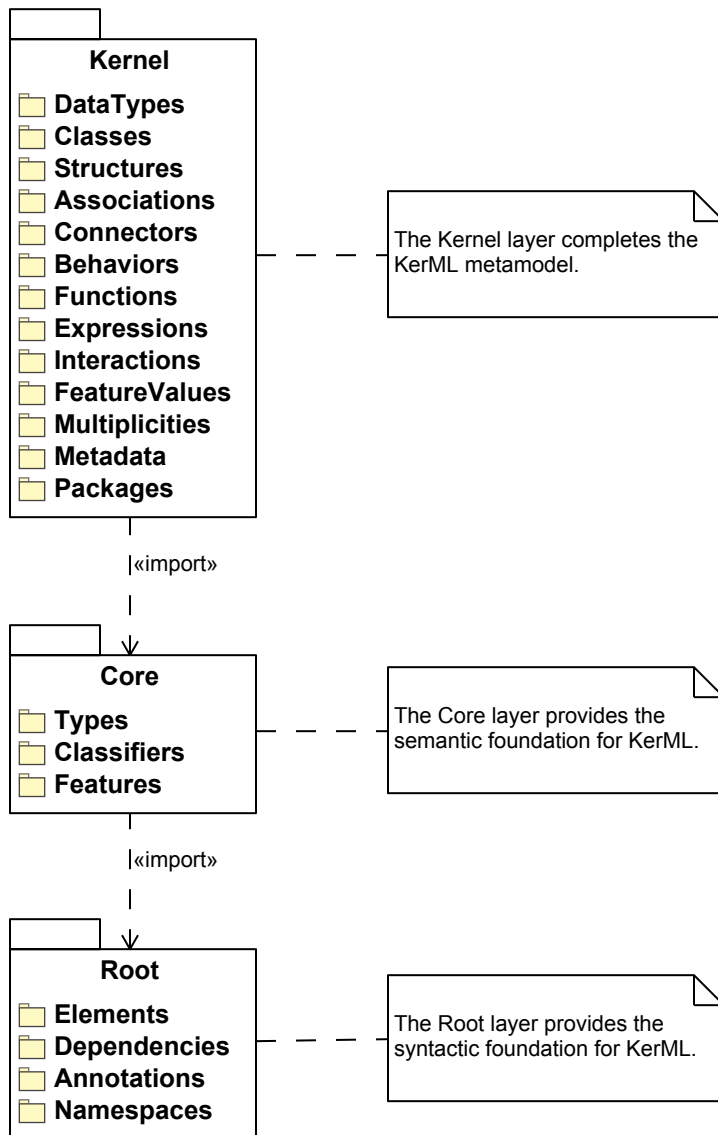 Kernel
DataTypes
Classes
Structures
Associations
Connectors
Behaviors
Functions
Expressions
Interactions
FeatureValues
Multiplicities
Metadata
Packages
The Kernel layer completes the
KerML metamodel.
«import»
Core
Types
Classifiers
Features
The Core layer provides the
semantic foundation for KerML.
«import»
Root
Elements
Dependencies
Annotations
Namespaces
The Root layer provides the
syntactic foundation for KerML.